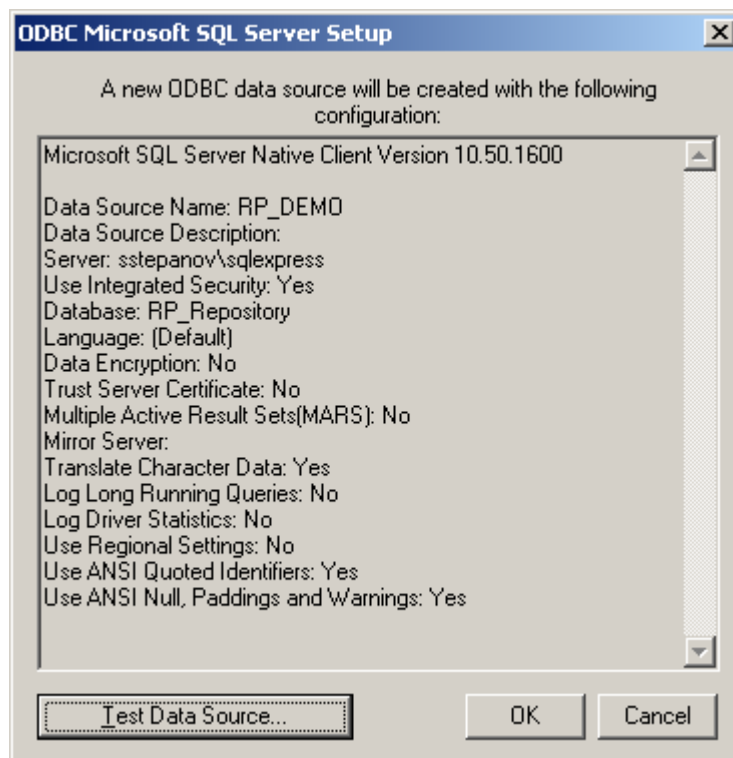 ODBC Microsoft SQL Server Setup
A new ODBC data source will be created with the following
configuration:
Microsoft SQL Server Native Client Version 10.50.1600
Data Source Name: RP_DEMO
Data Source Description:
Server: sstepanov\sqlexpress
Use Integrated Security: Yes
Database: RP_Repository
Language: (Default)
Data Encryption: No
Trust Server Certificate: No
Multiple Active Result Sets(MARS): No
Mirror Server:
Translate Character Data: Yes
Log Long Running Queries: No
Log Driver Statistics: No
Use Regional Settings: No
Use ANSI Quoted Identifiers: Yes
Use ANSI Null, Paddings and Warnings: Yes
Test Data Source... OK Cancel